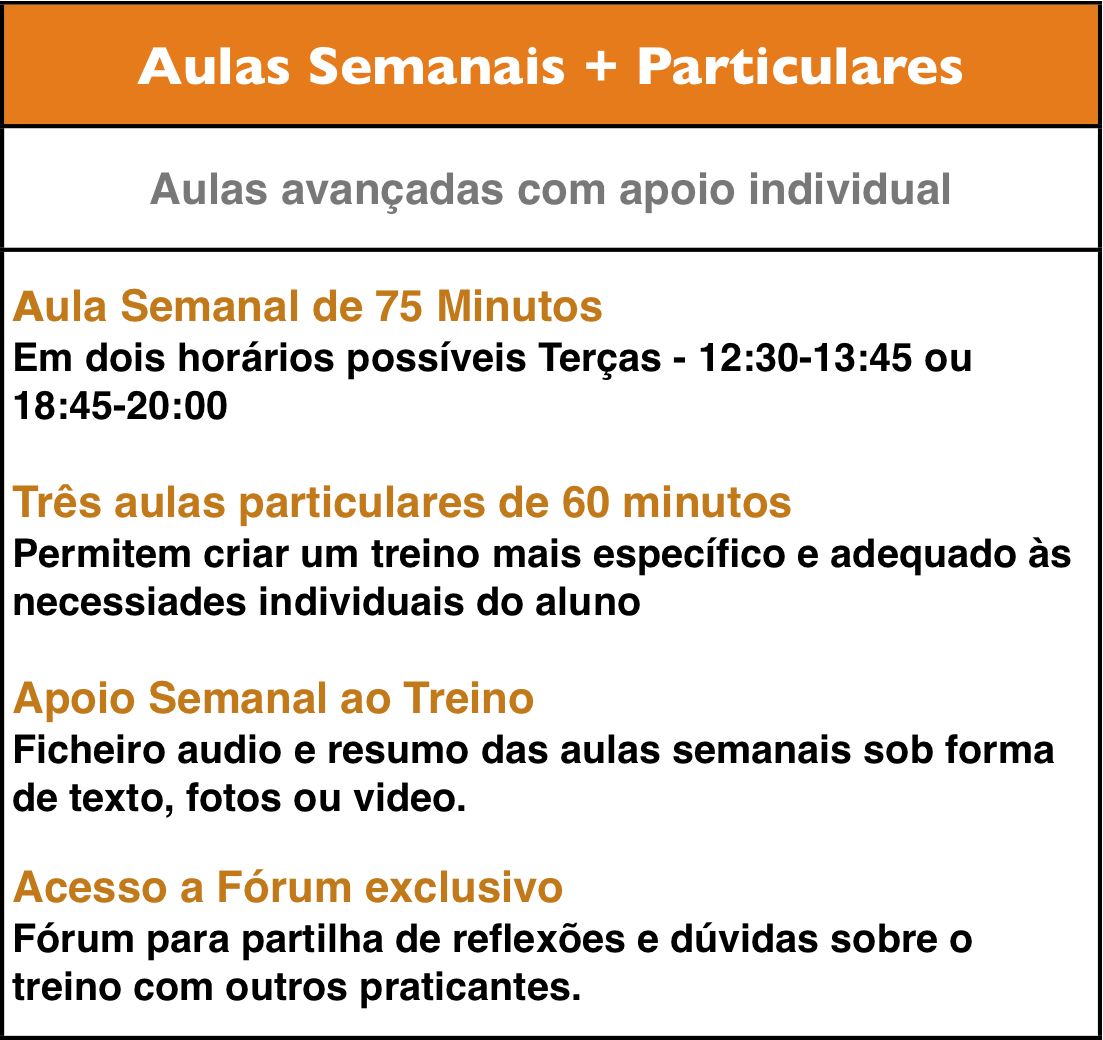 Aulas Semanais + Particulares
Aulas avançadas com apoio individual
Aula Semanal de 75 Minutos
Em dois horários possíveis Terças - 12:30-13:45 ou
18:45-20:00
Três aulas particulares de 60 minutos
Permitem criar um treino mais específico e adequado às
necessiades individuais do aluno
Apoio Semanal ao Treino
Ficheiro audio e resumo das aulas semanais sob forma
de texto, fotos ou video.
Acesso a Fórum exclusivo
Fórum para partilha de reflexões e dúvidas sobre o
treino com outros praticantes.